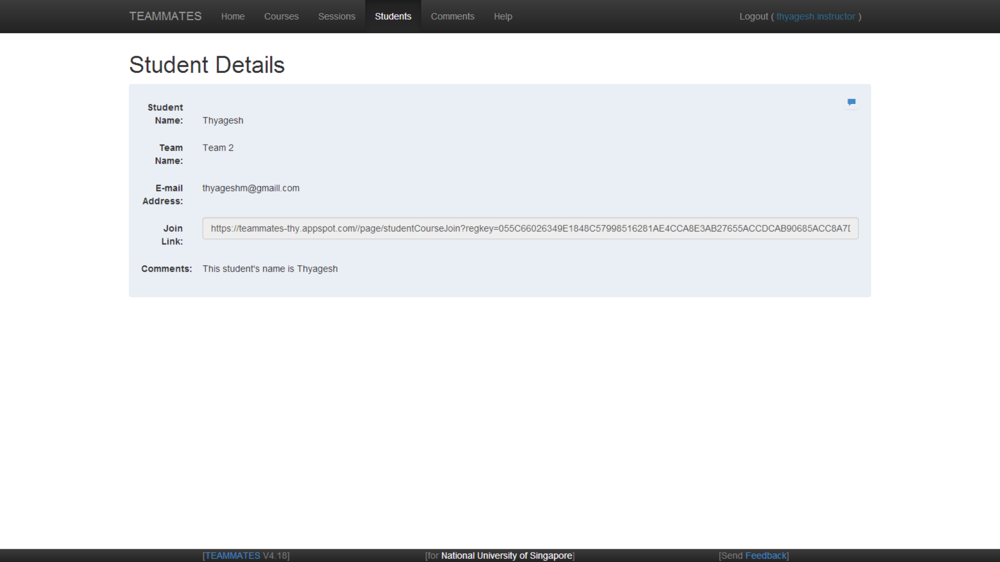 TEAMMATES Home Courses Sessions Students Comments Help Logout ( thyagesh.instructor )
Student Details
Student
Name: Thyagesh
Team Team 2
Name:
E-mail thyageshm@gmaill.com
Address:
Join https://teammates-thy.appspot.com//page/studentCourseJoin?regkey=055C66026349E1848C57998516281AE4CCA8E3AB27655ACCDCAB90685ACC8A7D
Link:
Comments: This student's name is Thyagesh
[TEAMMATES V4.18] [for National University of Singapore] [Send Feedback]